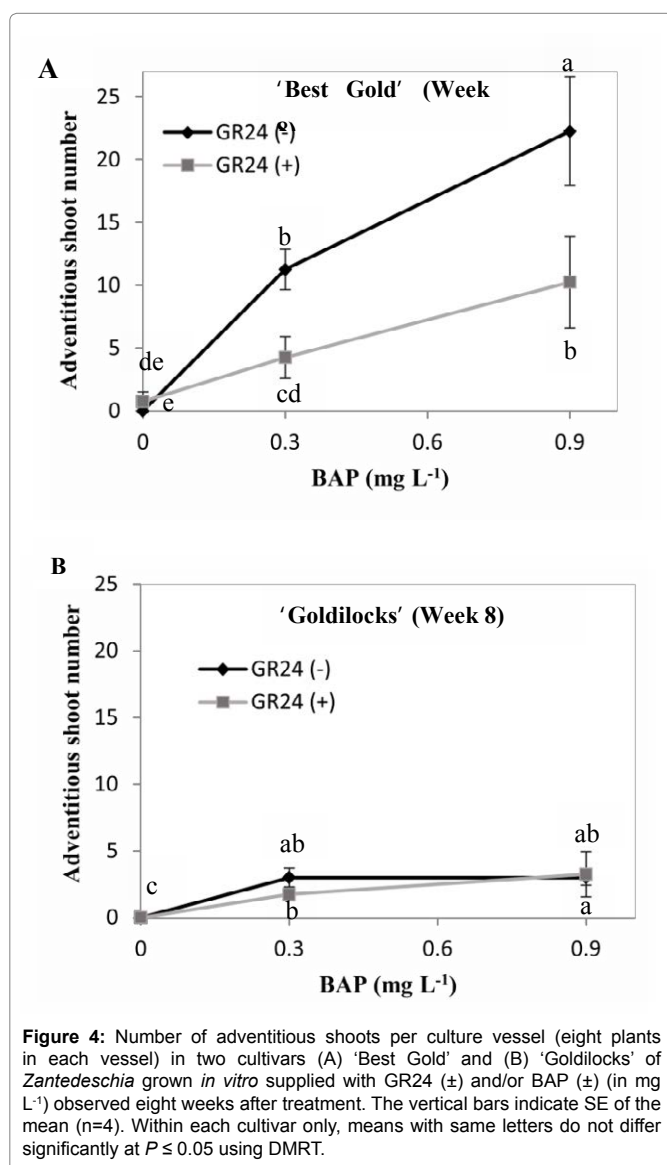 A
'Best Gold' (Week
8)
GR24 (-)
GR24 (+)
Adventitious shoot number
25
20
15
10
5
0
a
b
b
de
e
cd
0
0.3
0.6
0.9
BAP (mg L-1)
B
'Goldilocks' (Week 8)
GR24 (-)
GR24 (+)
Adventitious shoot number
25
20
15
10
5
0
c
ab
b
ab
a
0
0.3
0.6
0.9
BAP (mg L-1)
Figure 4: Number of adventitious shoots per culture vessel (eight plants
in each vessel) in two cultivars (A) ‘Best Gold’ and (B) ‘Goldilocks’ of
Zantedeschia grown in vitro supplied with GR24 (±) and/or BAP (±) (in mg
L-1) observed eight weeks after treatment. The vertical bars indicate SE of the
mean (n=4). Within each cultivar only, means with same letters do not differ
significantly at P ≤ 0.05 using DMRT.